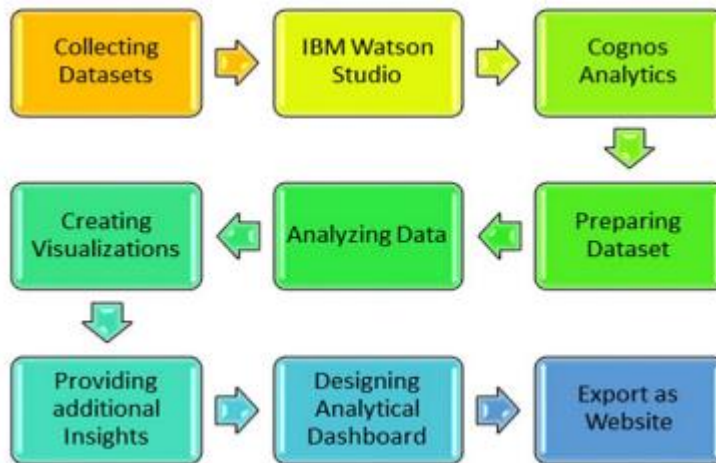 Collecting
Datasets
IBM Watson
Studio
Cognos
Analytics
Preparing
Dataset
Analyzing Data
Creating
Visualizations
Providing
additional
Insights
Designing
Analytical
Dashboard
Export as
Website